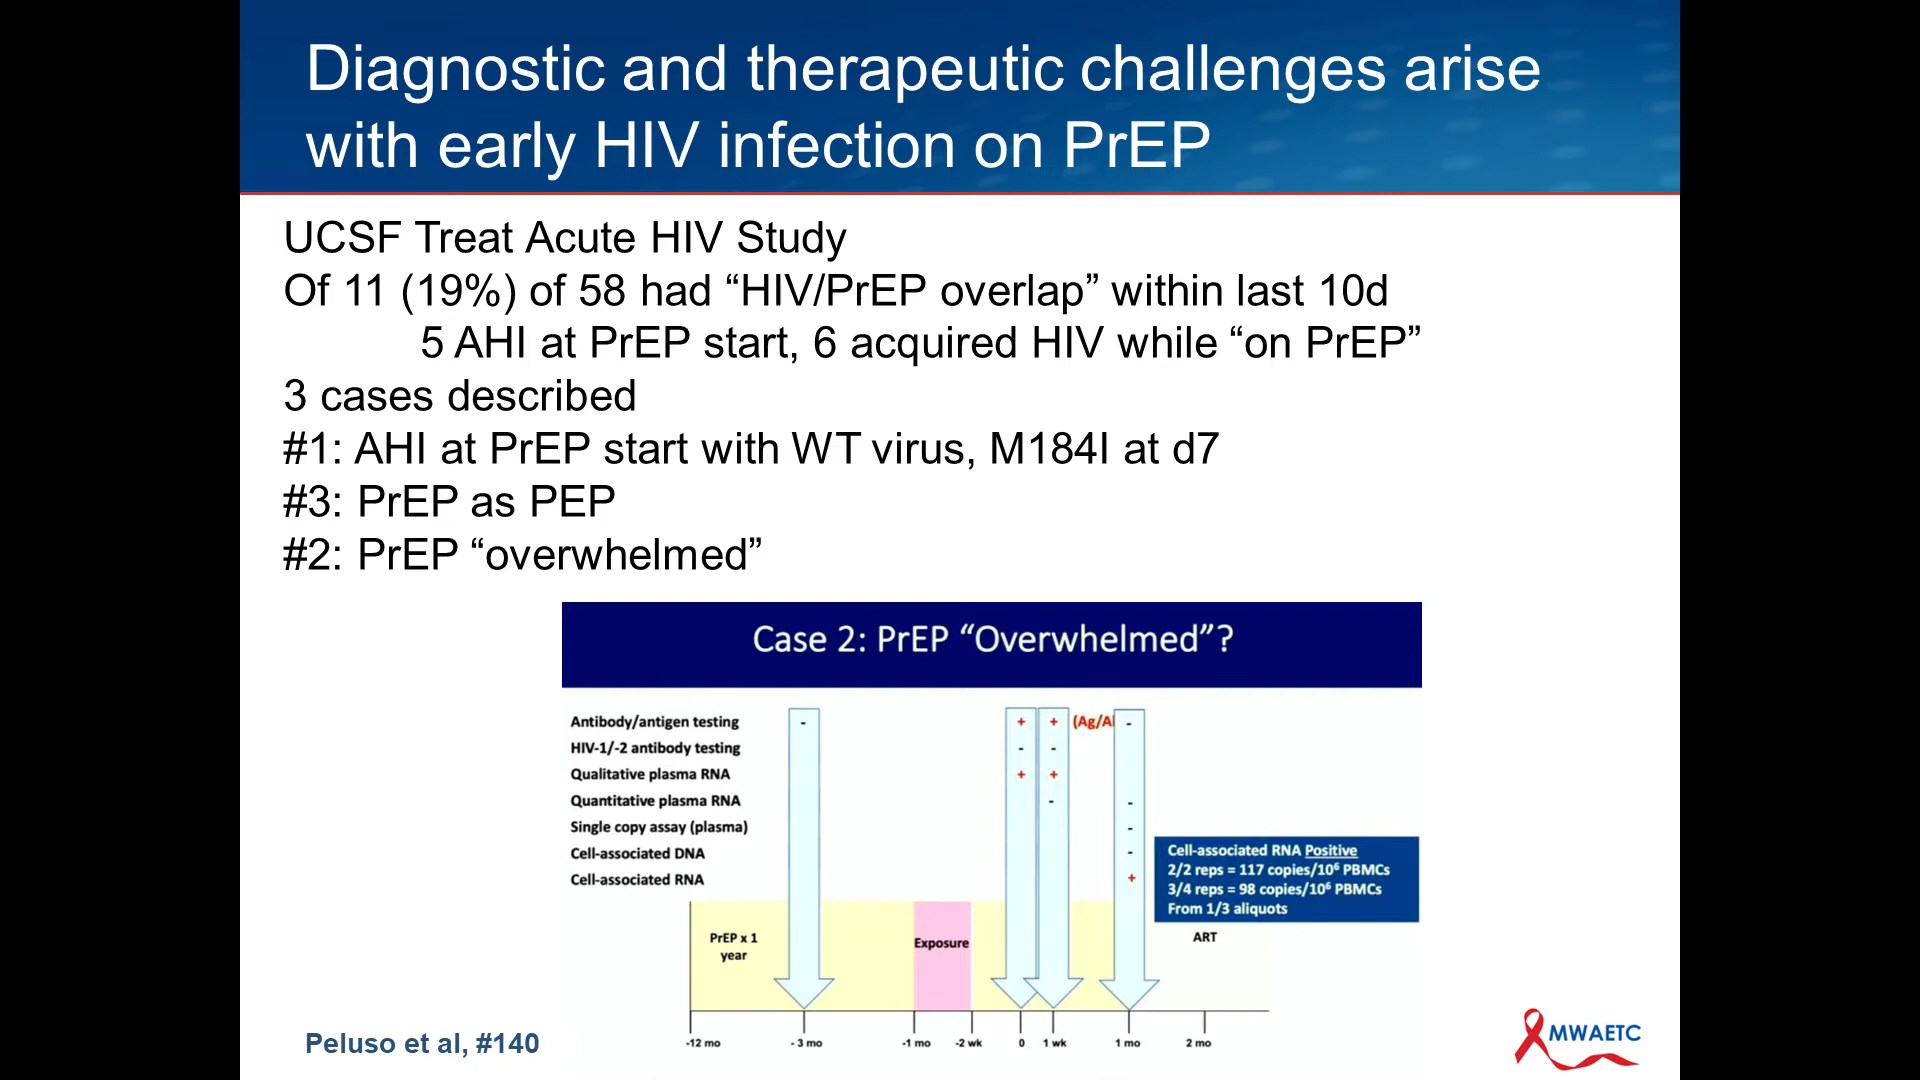 Diagnostic and therapeutic challenges arise
with early HIV infection on PrEP
UCSF Treat Acute HIV Study
Of 11 (19%) of 58 had “HIV/PrEP overlap” within last 10d
5 AHI at PrEP start, 6 acquired HIV while “on PrEP”
3 cases described
#1: AHI at PrEP start with WT virus, M184I at d7
#3: PrEP as PEP
#2: PrEP “overwhelmed”
Case 2: PrEP “Overwhelmed”?
Antibody/antigen testing - + + (Ag/A -
HIV-1/-2 antibody testing - -
Qualitative plasma RNA + +
Quantitative plasma RNA - -
Single copy assay (plasma) -
Cell-associated DNA -
Cell-associated RNA +
Cell-associated RNA Positive
2/2 reps = 117 copies/10⁶ PBMCs
3/4 reps = 98 copies/10⁶ PBMCs
From 1/3 aliquots
PrEP x 1
year
Exposure
ART
-12 mo - 3 mo -1 mo -2 wk 0 1 wk 1 mo 2 mo
Peluso et al, #140
MWAETC